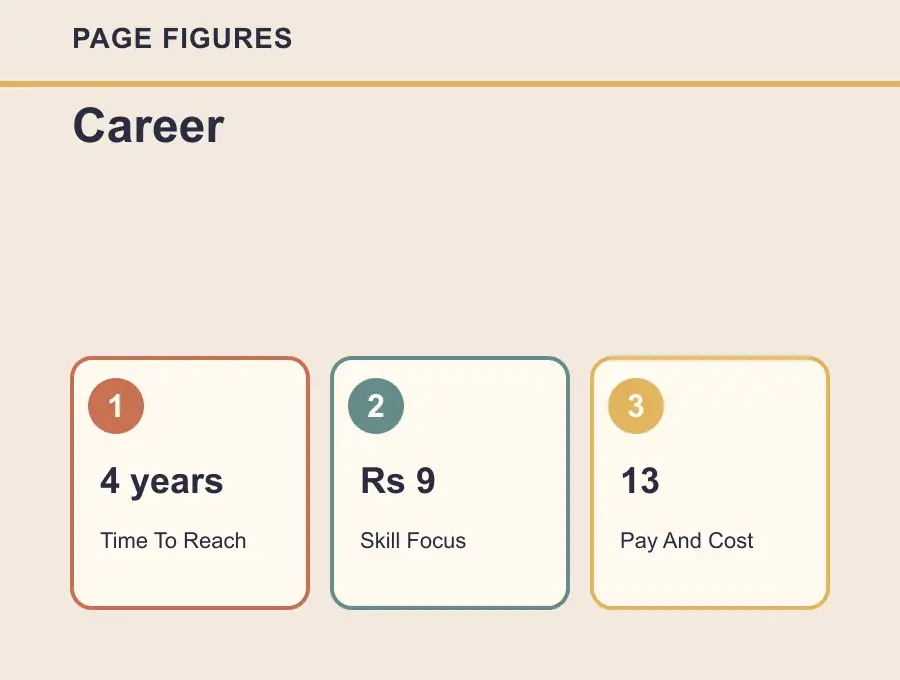 PAGE FIGURES
Career
1
4 years
Time To Reach
2
Rs 9
Skill Focus
3
13
Pay And Cost